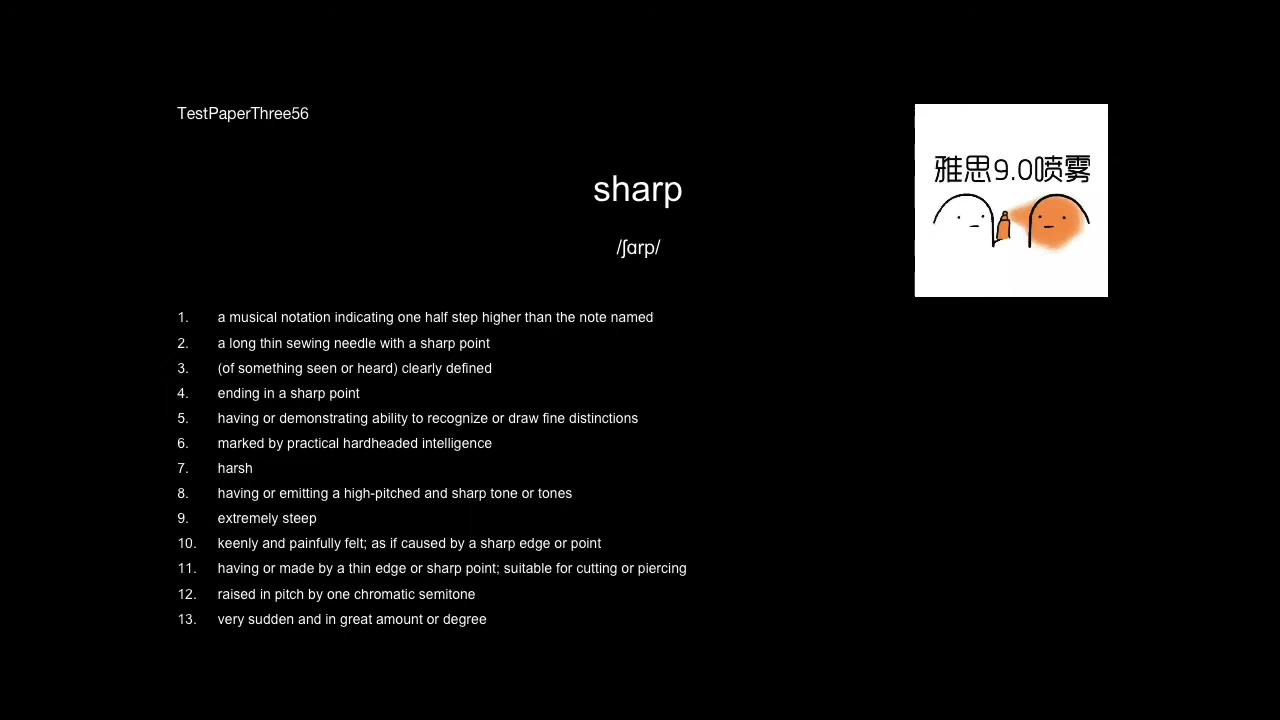 TestPaperThree56
雅思9.0喷雾
sharp
/ʃɑrp/
1. a musical notation indicating one half step higher than the note named
2. a long thin sewing needle with a sharp point
3. (of something seen or heard) clearly defined
4. ending in a sharp point
5. having or demonstrating ability to recognize or draw fine distinctions
6. marked by practical hardheaded intelligence
7. harsh
8. having or emitting a high-pitched and sharp tone or tones
9. extremely steep
10. keenly and painfully felt; as if caused by a sharp edge or point
11. having or made by a thin edge or sharp point; suitable for cutting or piercing
12. raised in pitch by one chromatic semitone
13. very sudden and in great amount or degree